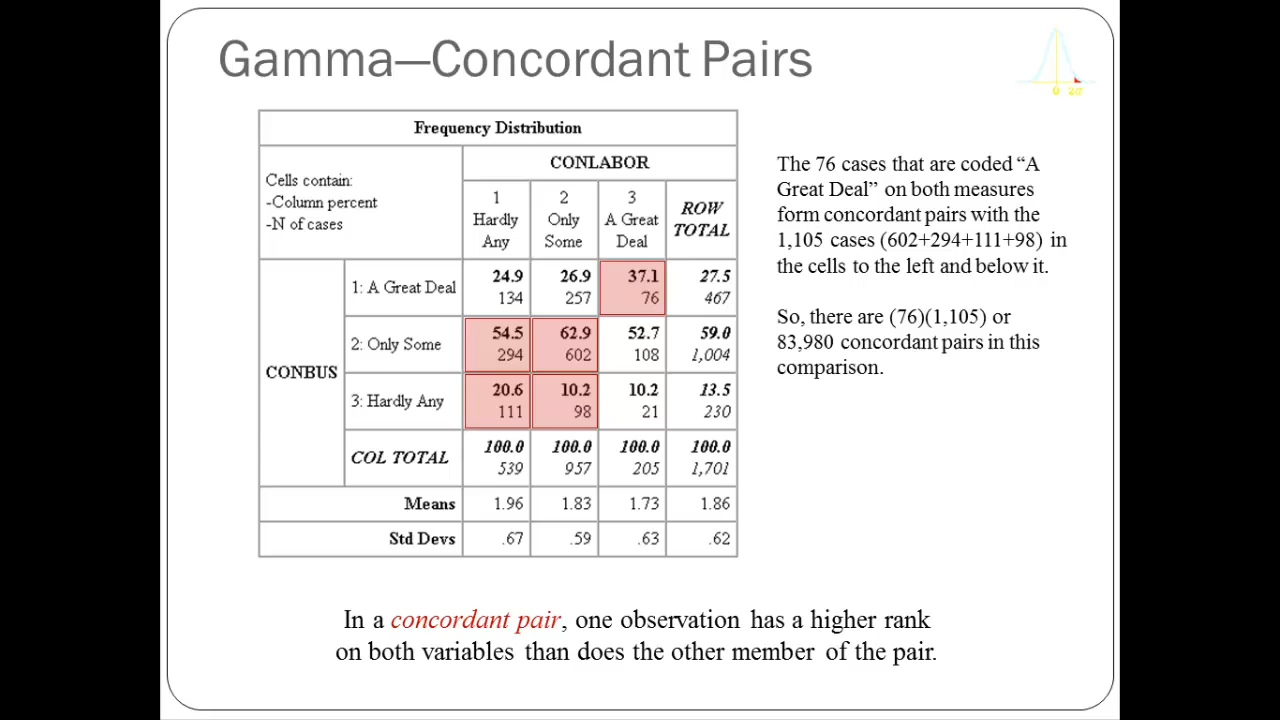 Gamma—Concordant Pairs
0 2σ
Frequency Distribution
Cells contain:
-Column percent
-N of cases
CONLABOR
1 Hardly Any
2 Only Some
3 A Great Deal
ROW TOTAL
CONBUS
1: A Great Deal 24.9 26.9 37.1 27.5
134 257 76 467
2: Only Some 54.5 62.9 52.7 59.0
294 602 108 1,004
3: Hardly Any 20.6 10.2 10.2 13.5
111 98 21 230
COL TOTAL 100.0 100.0 100.0 100.0
539 957 205 1,701
Means 1.96 1.83 1.73 1.86
Std Devs .67 .59 .63 .62
The 76 cases that are coded “A
Great Deal” on both measures
form concordant pairs with the
1,105 cases (602+294+111+98) in
the cells to the left and below it.
So, there are (76)(1,105) or
83,980 concordant pairs in this
comparison.
In a concordant pair, one observation has a higher rank
on both variables than does the other member of the pair.